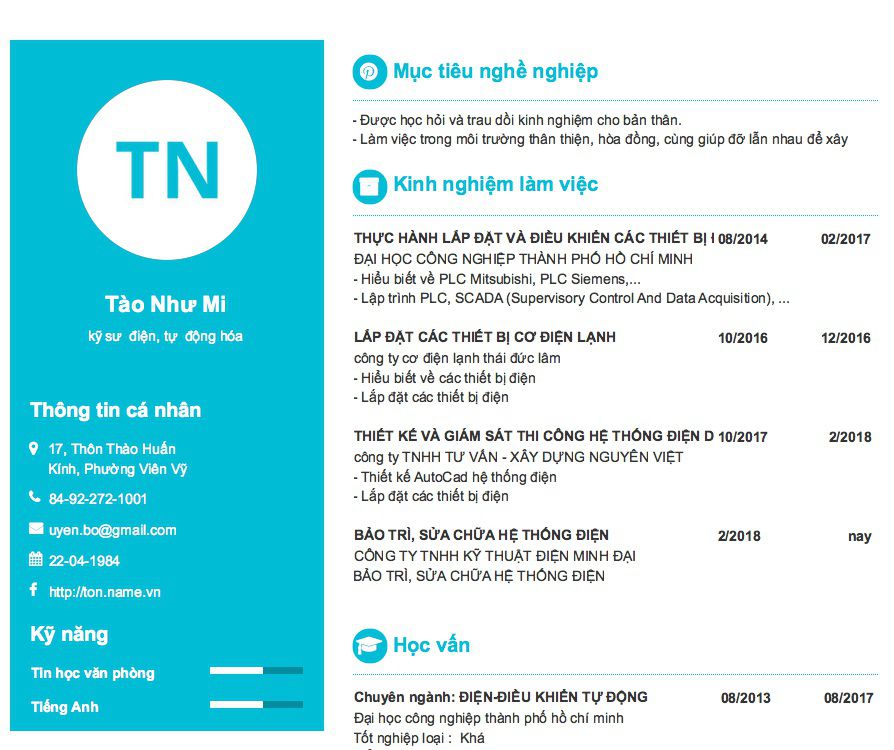 TN
Tào Như Mi
kỹ sư điện, tự động hóa
Thông tin cá nhân
17, Thôn Thào Huấn
Kính, Phường Viên Vỹ
84-92-272-1001
uyen.bo@gmail.com
22-04-1984
http://ton.name.vn
Kỹ năng
Tin học văn phòng
Tiếng Anh
Mục tiêu nghề nghiệp
- Được học hỏi và trau dồi kinh nghiệm cho bản thân.
- Làm việc trong môi trường thân thiện, hòa đồng, cùng giúp đỡ lẫn nhau để xây
Kinh nghiệm làm việc
THỰC HÀNH LẮP ĐẶT VÀ ĐIỀU KHIỂN CÁC THIẾT BỊ 08/2014 02/2017
ĐẠI HỌC CÔNG NGHIỆP THÀNH PHỐ HỒ CHÍ MINH
- Hiểu biết về PLC Mitsubishi, PLC Siemens,...
- Lập trình PLC, SCADA (Supervisory Control And Data Acquisition), ...
LẮP ĐẶT CÁC THIẾT BỊ CƠ ĐIỆN LẠNH 10/2016 12/2016
công ty cơ điện lạnh thái đức lâm
- Hiểu biết về các thiết bị điện
- Lắp đặt các thiết bị điện
THIẾT KẾ VÀ GIÁM SÁT THI CÔNG HỆ THỐNG ĐIỆN D 10/2017 2/2018
công ty TNHH TƯ VẤN - XÂY DỰNG NGUYÊN VIỆT
- Thiết kế AutoCad hệ thống điện
- Lắp đặt các thiết bị điện
BẢO TRÌ, SỬA CHỮA HỆ THỐNG ĐIỆN 2/2018 nay
CÔNG TY TNHH KỸ THUẬT ĐIỆN MINH ĐẠI
BẢO TRÌ, SỬA CHỮA HỆ THỐNG ĐIỆN
Học vấn
Chuyên ngành: ĐIỆN-ĐIỀU KHIỂN TỰ ĐỘNG 08/2013 08/2017
Đại học công nghiệp thành phố hồ chí minh
Tốt nghiệp loại : Khá